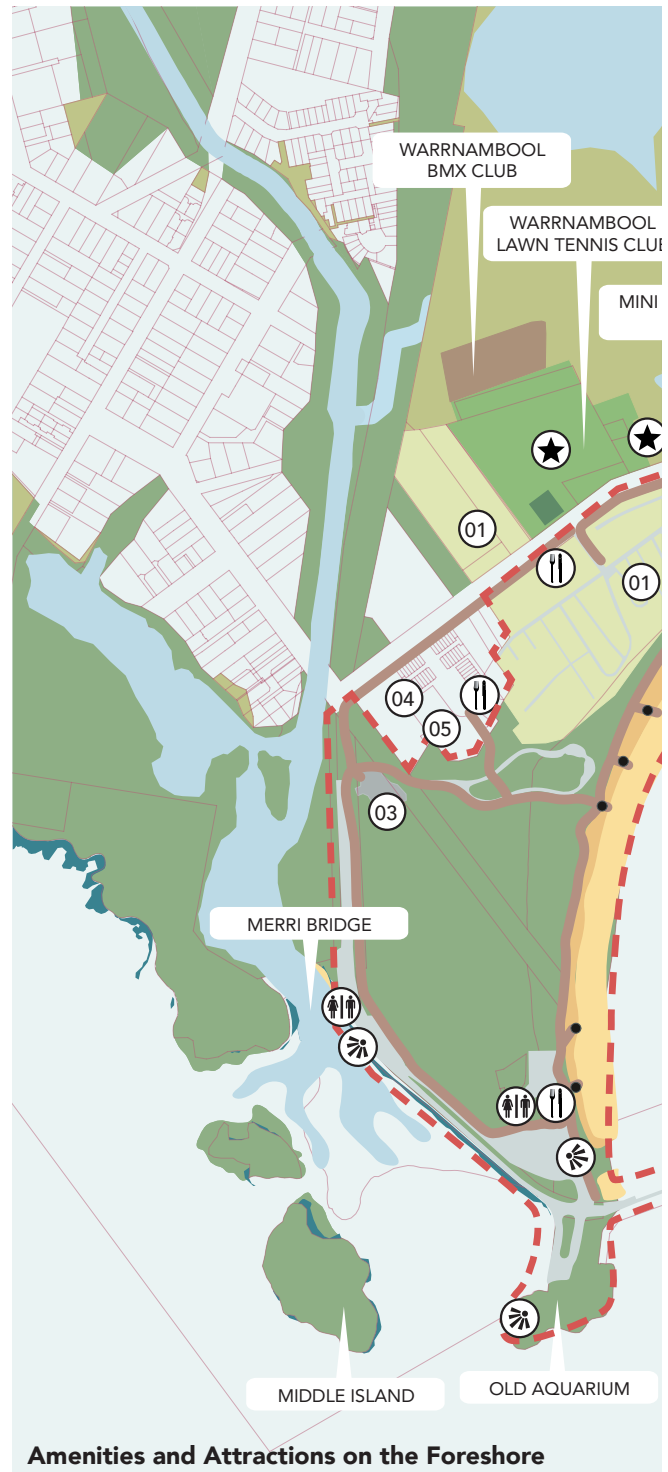 WARRNAMBOOL
BMX CLUB
WARRNAMBOOL
LAWN TENNIS CLUB
MINI
01
01
04
05
03
MERRI BRIDGE
MIDDLE ISLAND
OLD AQUARIUM
Amenities and Attractions on the Foreshore